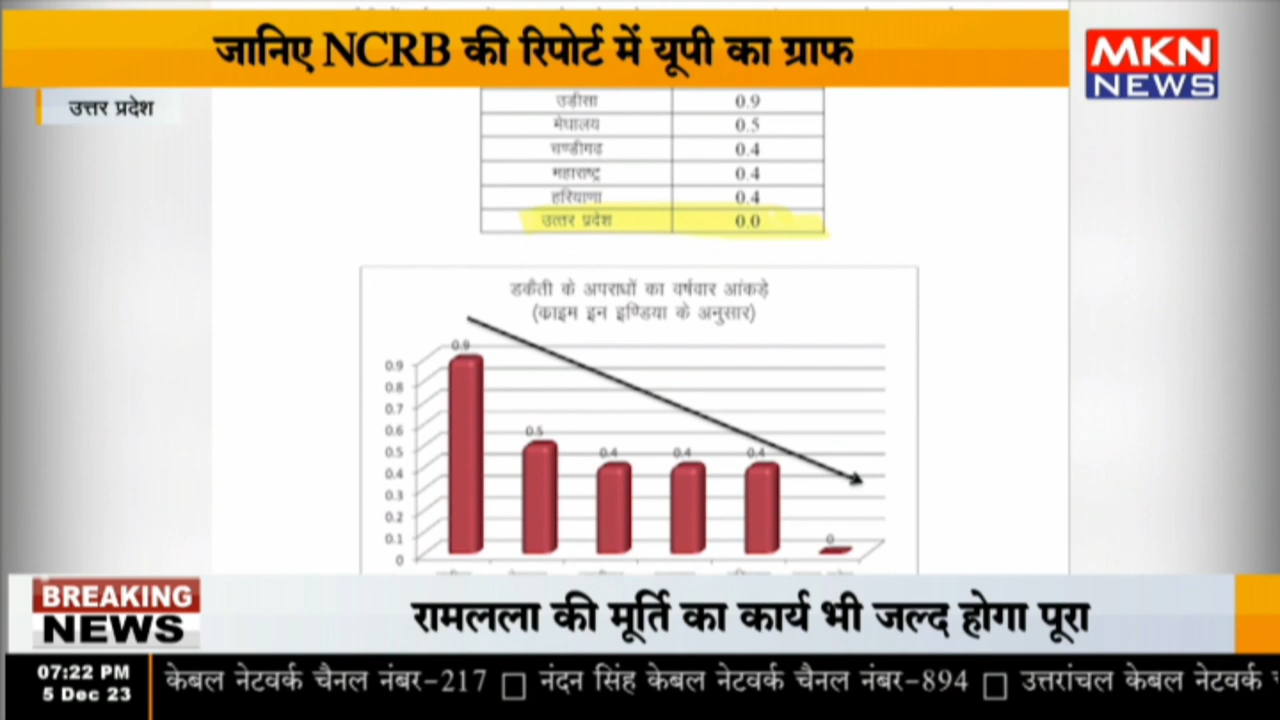 जानिए NCRB की रिपोर्ट में यूपी का ग्राफ
MKN
NEWS
उत्तर प्रदेश
उड़ीसा 0.9
मेघालय 0.5
चण्डीगढ़ 0.4
महाराष्ट्र 0.4
हरियाणा 0.4
उत्तर प्रदेश 0.0
डकैती के अपराधों का वर्षवार आंकड़े
(क्राइम इन इण्डिया के अनुसार)
0.9
0.8
0.7
0.6
0.5
0.4
0.3
0.2
0.1
0
0.9 0.5 0.4 0.4 0.4 0
BREAKING
NEWS
रामलला की मूर्ति का कार्य भी जल्द होगा पूरा
07:22 PM
5 Dec 23
केबल नेटवर्क चैनल नंबर-217 □ नंदन सिंह केबल नेटवर्क चैनल नंबर-894 □ उत्तरांचल केबल नेटवर्क